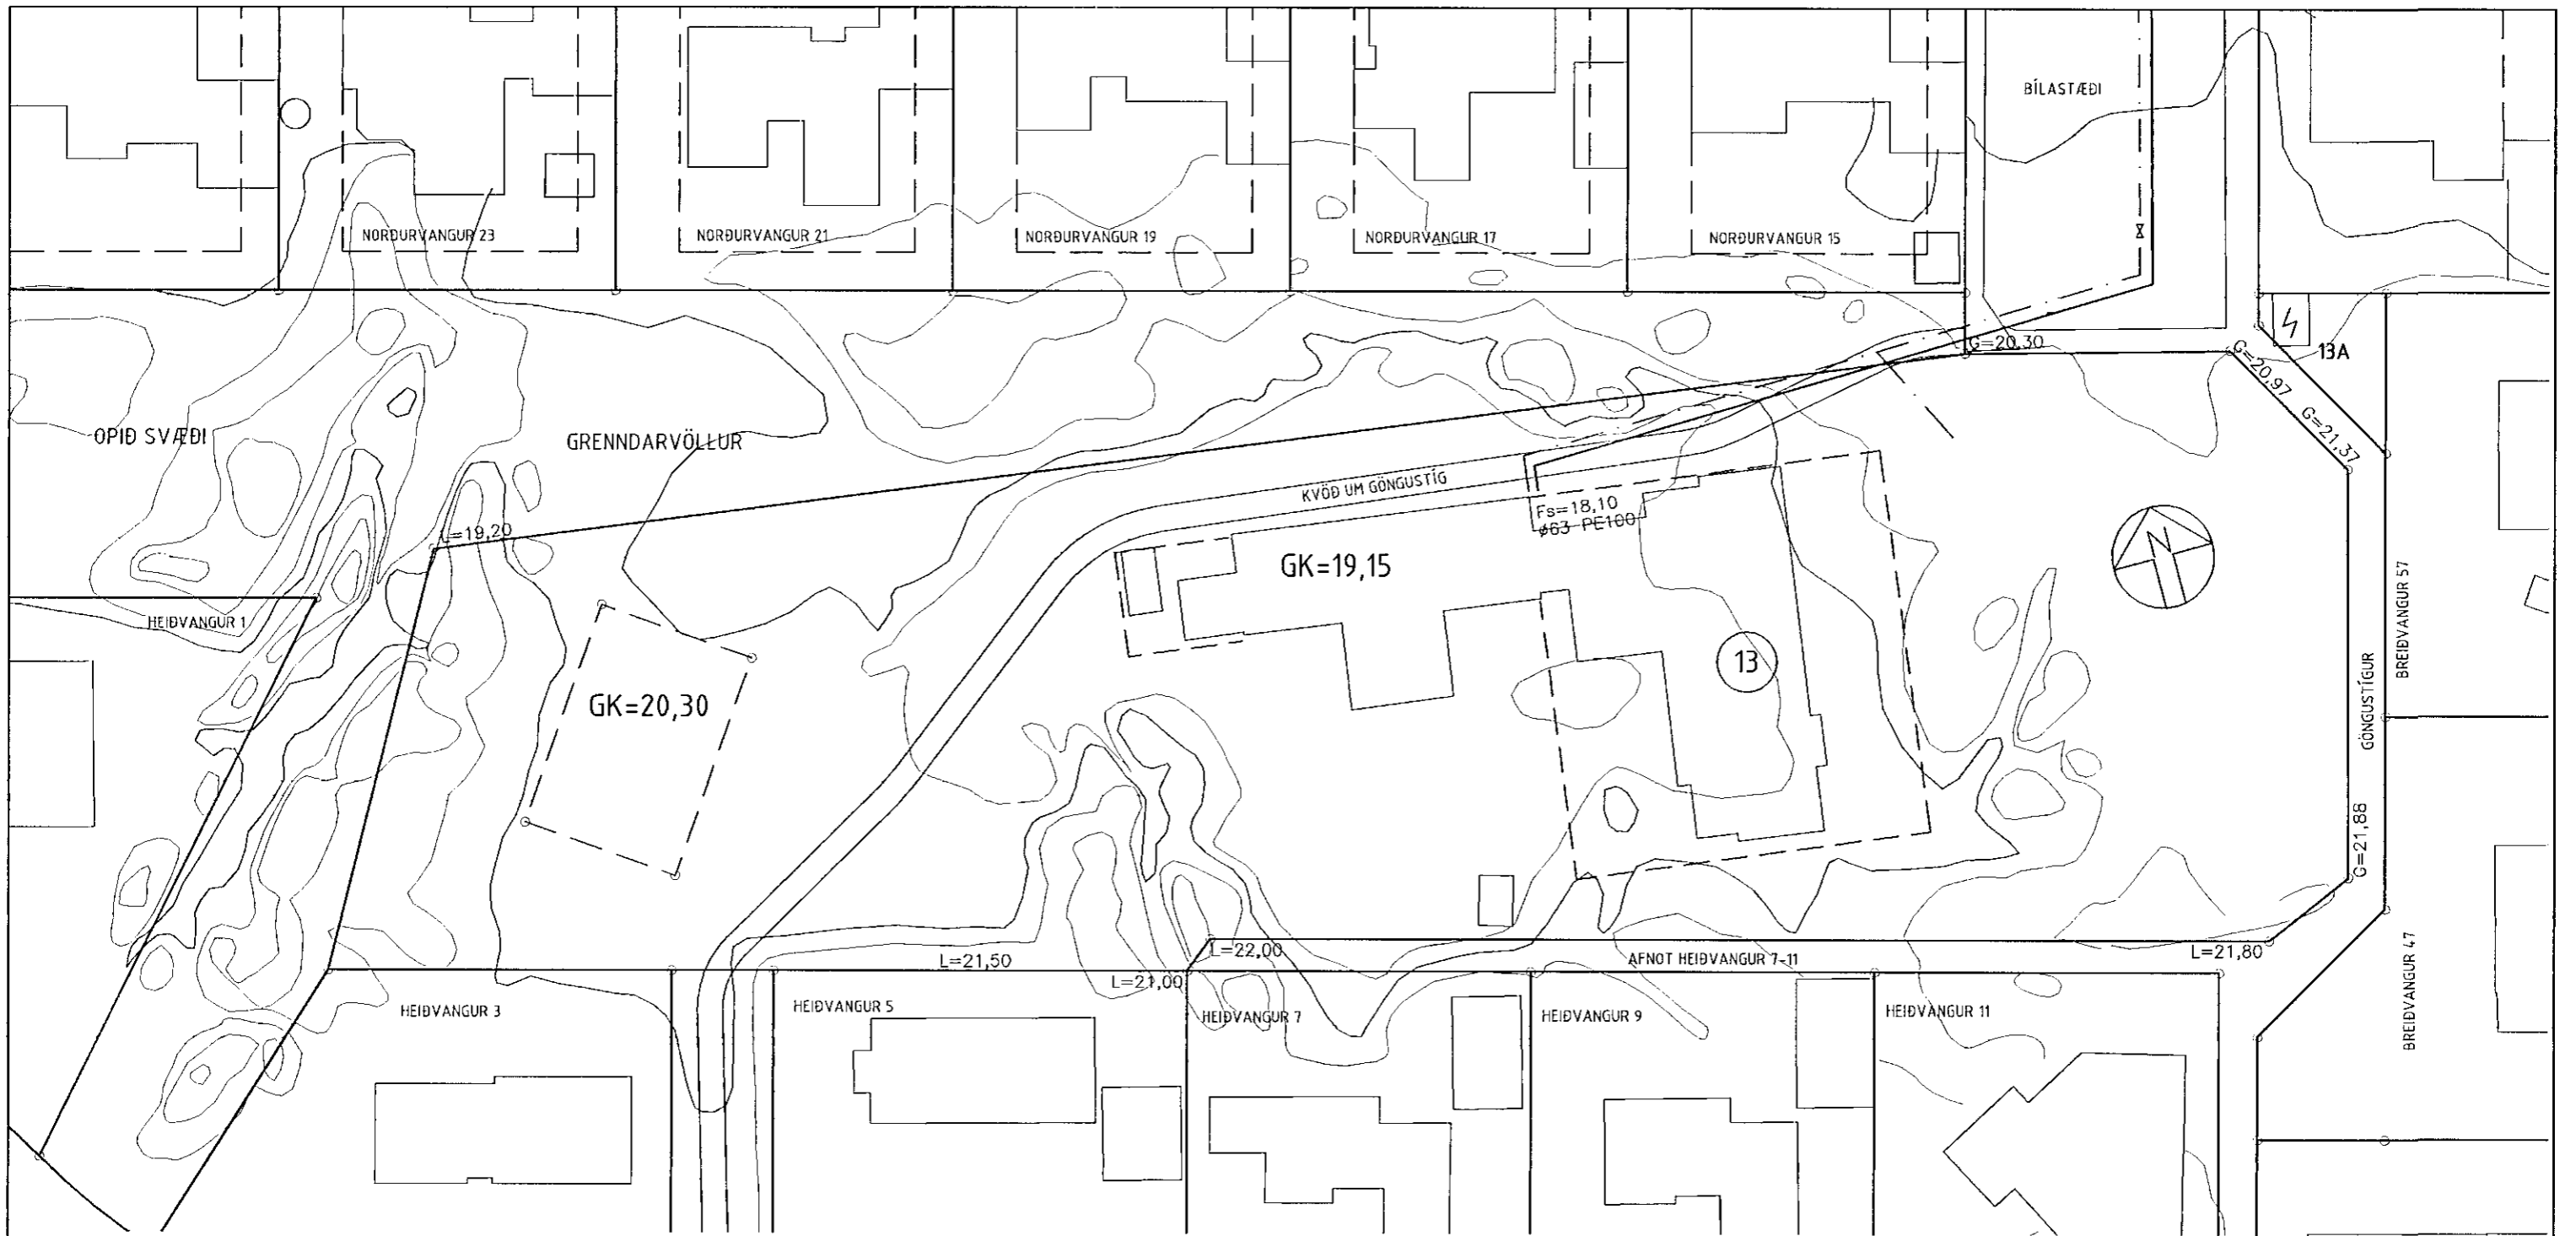 BÍLASTÆÐI
NORÐURVANGUR 23
NORÐURVANGUR 21
NORÐURVANGUR 19
NORÐURVANGUR 17
NORÐURVANGUR 15
G=20,30
G=20,97
13A
G=21,37
OPIÐ SVÆÐI
GRENNDARVÖLLUR
KVÖÐ UM GÖNGUSTÍG
L=19,20
Fs=18,10
ø63 PE100
GK=19,15
N
HEIÐVANGUR 1
BREIÐVANGUR 57
13
GK=20,30
GÖNGUSTÍGUR
G=21,88
L=22,00
L=21,50
AFNOT HEIÐVANGUR 7-11
L=21,80
L=21,00
BREIÐVANGUR 47
HEIÐVANGUR 3
HEIÐVANGUR 5
HEIÐVANGUR 7
HEIÐVANGUR 9
HEIÐVANGUR 11